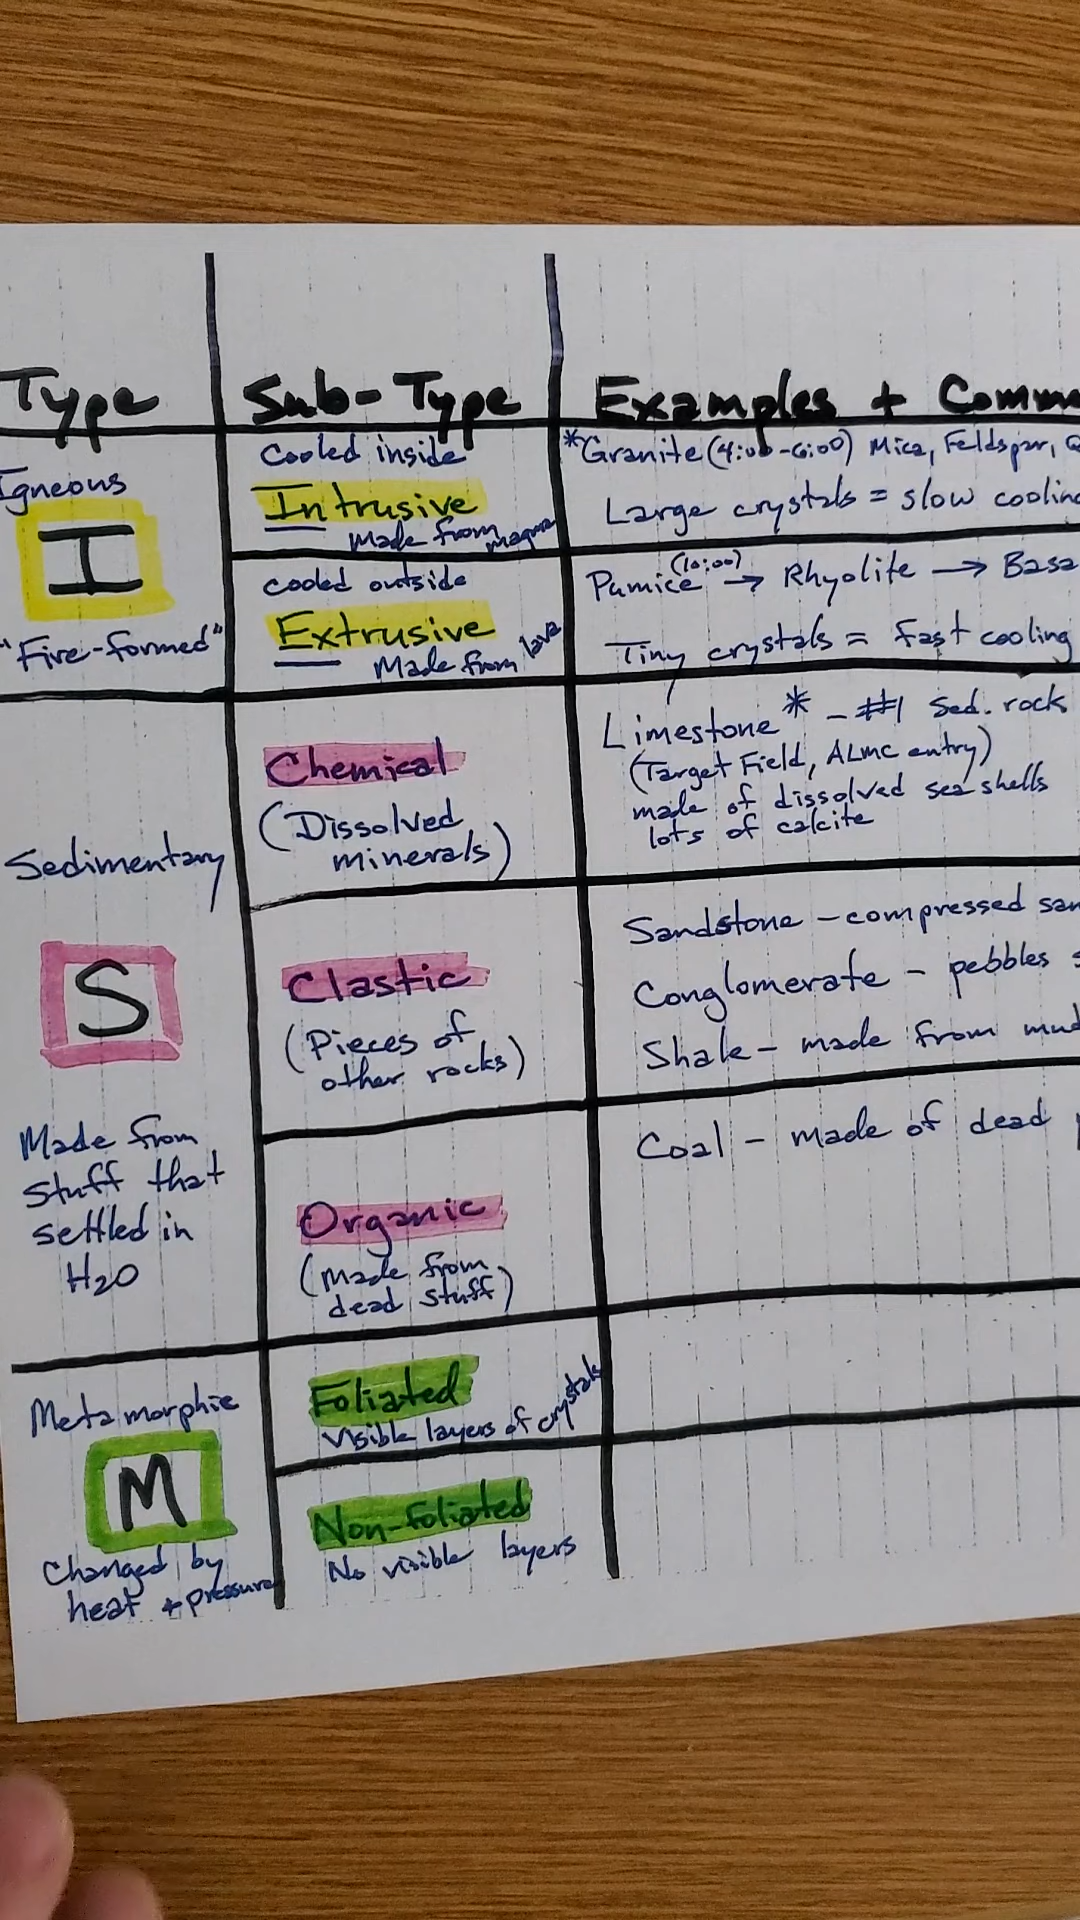 Type Sub-Type Examples + Comme
Igneous
I
"Fire-formed"
cooled inside
Intrusive
Made from magma
*Granite (4:00-6:00) Mica, Feldspar, Q
Large crystals = slow cooling
cooled outside
Extrusive
Made from lava
(10:00)
Pumice → Rhyolite → Basa
Tiny crystals = fast cooling
Sedimentary
S
Made from
stuff that
settled in
H2O
Chemical
(Dissolved
minerals)
Limestone* - #1 sed. rock
(Target Field, ALMC entry)
made of dissolved sea shells
lots of calcite
Clastic
(Pieces of
other rocks)
Sandstone - compressed san
Conglomerate - pebbles s
Shale - made from mud
Organic
(made from
dead stuff)
Coal - made of dead p
Metamorphic
M
Changed by
heat + pressure
Foliated
Visible layers of crystals
Non-foliated
No visible layers